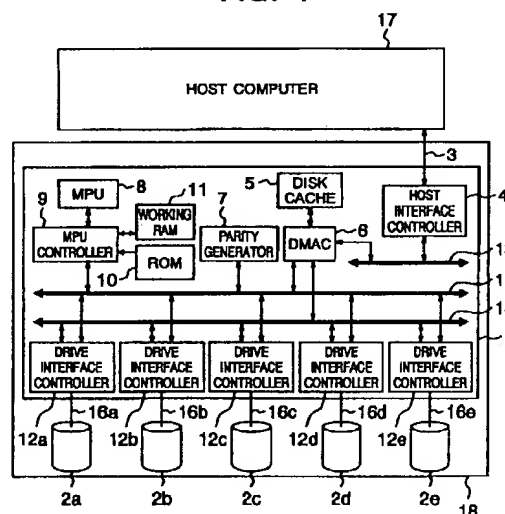 17
HOST COMPUTER
3
5
DISK CACHE
4
HOST INTERFACE CONTROLLER
8
MPU
11
WORKING RAM
9
MPU CONTROLLER
10
ROM
7
PARITY GENERATOR
6
DMAC
DRIVE INTERFACE CONTROLLER
DRIVE INTERFACE CONTROLLER
DRIVE INTERFACE CONTROLLER
DRIVE INTERFACE CONTROLLER
DRIVE INTERFACE CONTROLLER
12a
16a
12b
16b
12c
16c
12d
16d
12e
16e
2a
2b
2c
2d
2e
18